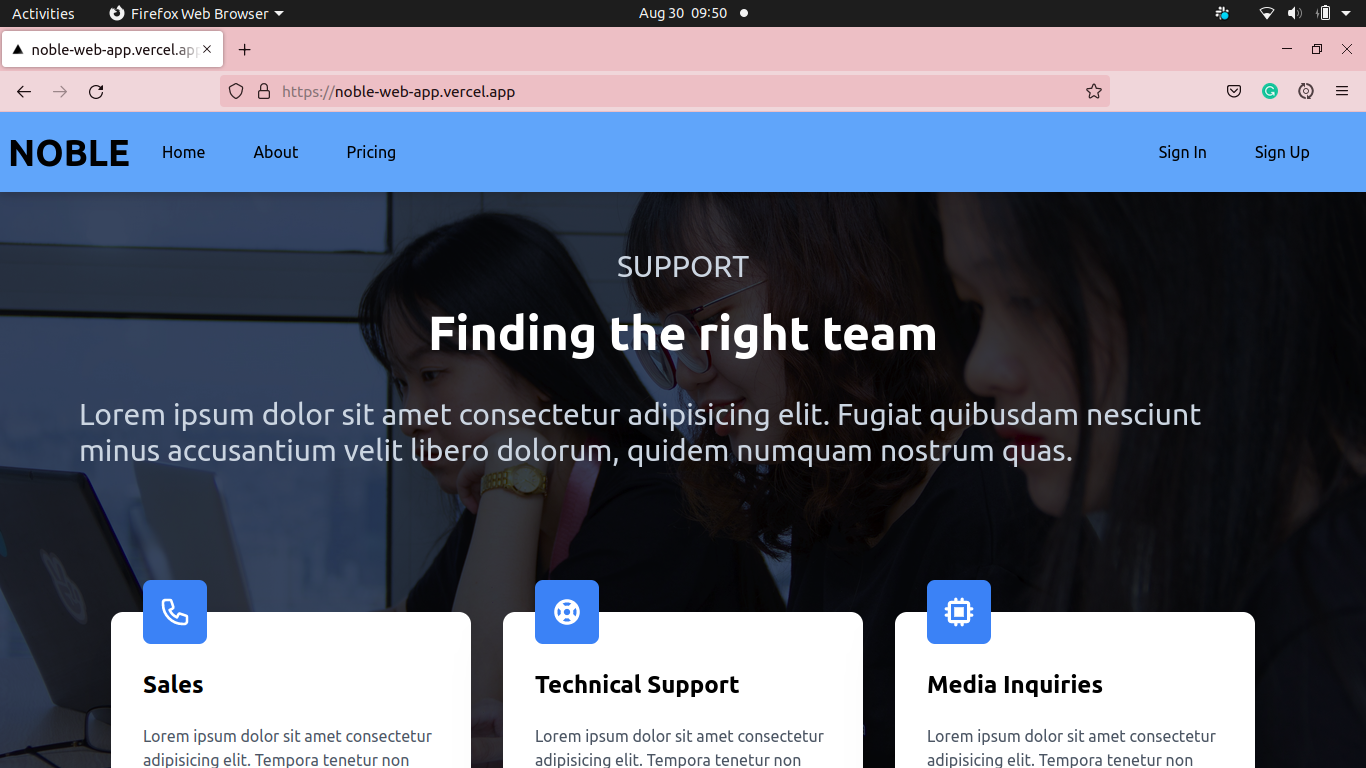 Activities Firefox Web Browser Aug 30 09:50
noble-web-app.vercel.app
https://noble-web-app.vercel.app
NOBLE Home About Pricing Sign In Sign Up
SUPPORT
Finding the right team
Lorem ipsum dolor sit amet consectetur adipisicing elit. Fugiat quibusdam nesciunt
minus accusantium velit libero dolorum, quidem numquam nostrum quas.
Sales
Lorem ipsum dolor sit amet consectetur
adipisicing elit. Tempora tenetur non
Technical Support
Lorem ipsum dolor sit amet consectetur
adipisicing elit. Tempora tenetur non
Media Inquiries
Lorem ipsum dolor sit amet consectetur
adipisicing elit. Tempora tenetur non